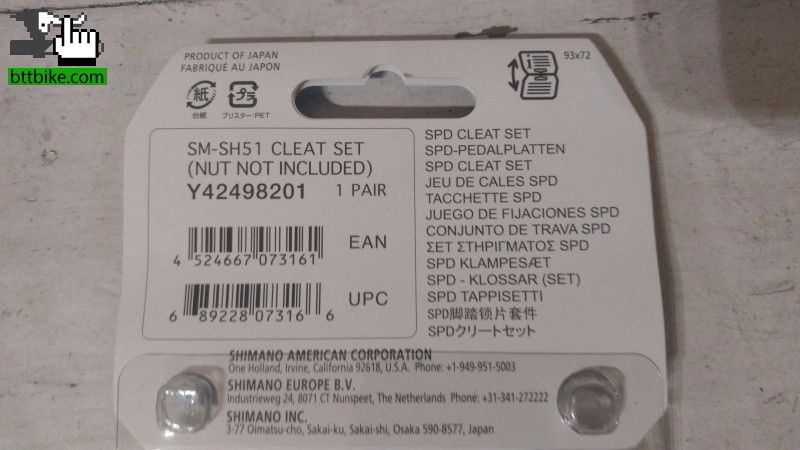 bttbike.com
PRODUCT OF JAPAN
FABRIQUÉ AU JAPON
93x72
紙
プラ
台紙
ブリスター:PET
SM-SH51 CLEAT SET
(NUT NOT INCLUDED)
Y42498201 1 PAIR
4 524667 073161 EAN
6 89228 07316 6 UPC
SPD CLEAT SET
SPD-PEDALPLATTEN
SPD CLEAT SET
JEU DE CALES SPD
TACCHETTE SPD
JUEGO DE FIJACIONES SPD
CONJUNTO DE TRAVA SPD
ΣΕΤ ΣΤΗΡΙΓΜΑΤΟΣ SPD
SPD KLAMPESÆT
SPD - KLOSSAR (SET)
SPD TAPPISETTI
SPD脚踏锁片套件
SPDクリートセット
SHIMANO AMERICAN CORPORATION
One Holland, Irvine, California 92618, U.S.A. Phone: +1-949-951-5003
SHIMANO EUROPE B.V.
Industrieweg 24, 8071 CT Nunspeet, The Netherlands Phone: +31-341-272222
SHIMANO INC.
3-77 Oimatsu-cho, Sakai-ku, Sakai-shi, Osaka 590-8577, Japan